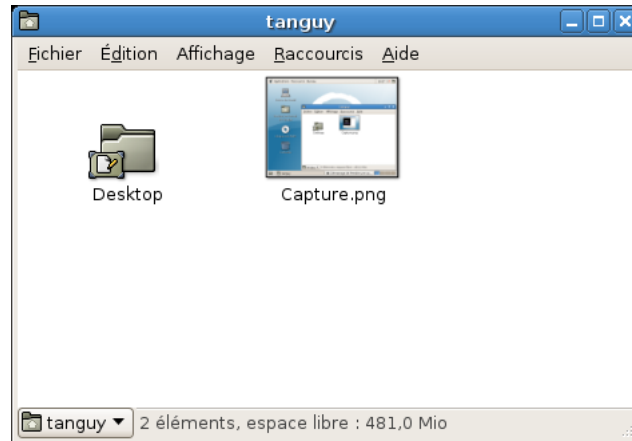 tanguy
Fichier Édition Affichage Raccourcis Aide
Desktop Capture.png
tanguy 2 éléments, espace libre : 481,0 Mio